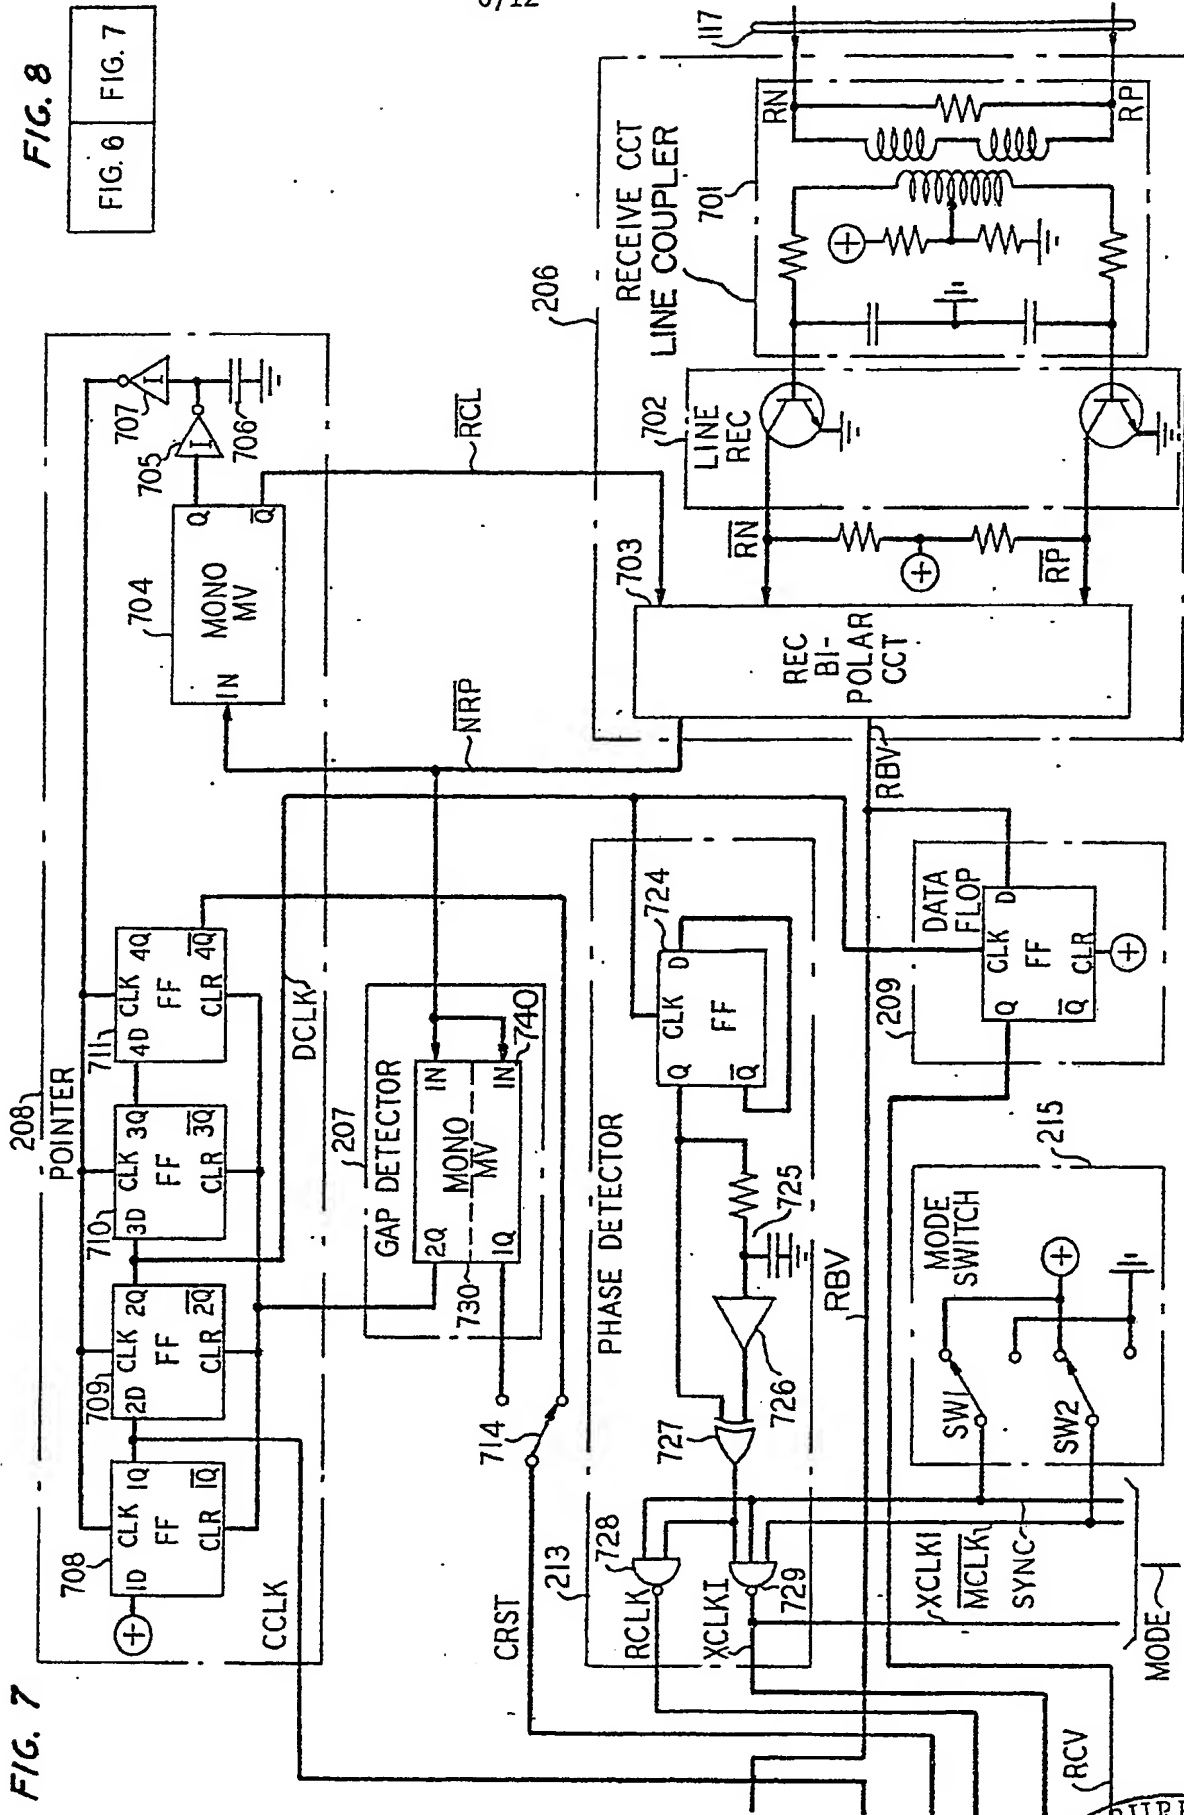 6/12
FIG. 8
FIG. 6 FIG. 7
FIG. 7
208
POINTER
708
1D CLK 1Q
FF
CLR 1Q̅
709
2D CLK 2Q
FF
CLR 2Q̅
710
3D CLK 3Q
FF
CLR 3Q̅
711
4D CLK 4Q
FF
CLR 4Q̅
+
CCLK
DCLK
704
IN
MONO
MV
Q
Q̅
705
I
706
707
I
N̅R̅P̅
R̅C̅L̅
207
GAP DETECTOR
2Q
IN
MONO
MV
730
1Q
IN
740
714
CRST
213
PHASE DETECTOR
724
Q CLK D
FF
Q̅
725
726
727
728
729
RCLK
XCLKI
206
RECEIVE CCT
LINE COUPLER
701
117
RN
RP
+
702
LINE
REC
R̅N̅
R̅P̅
+
703
REC
BI-
POLAR
CCT
RBV
RBV
209
DATA
FLOP
Q CLK D
FF
Q̅ CLR
+
215
MODE
SWITCH
SW1
SW2
+
XCLKI
M̅C̅L̅K̅
SYNC
MODE
RCV